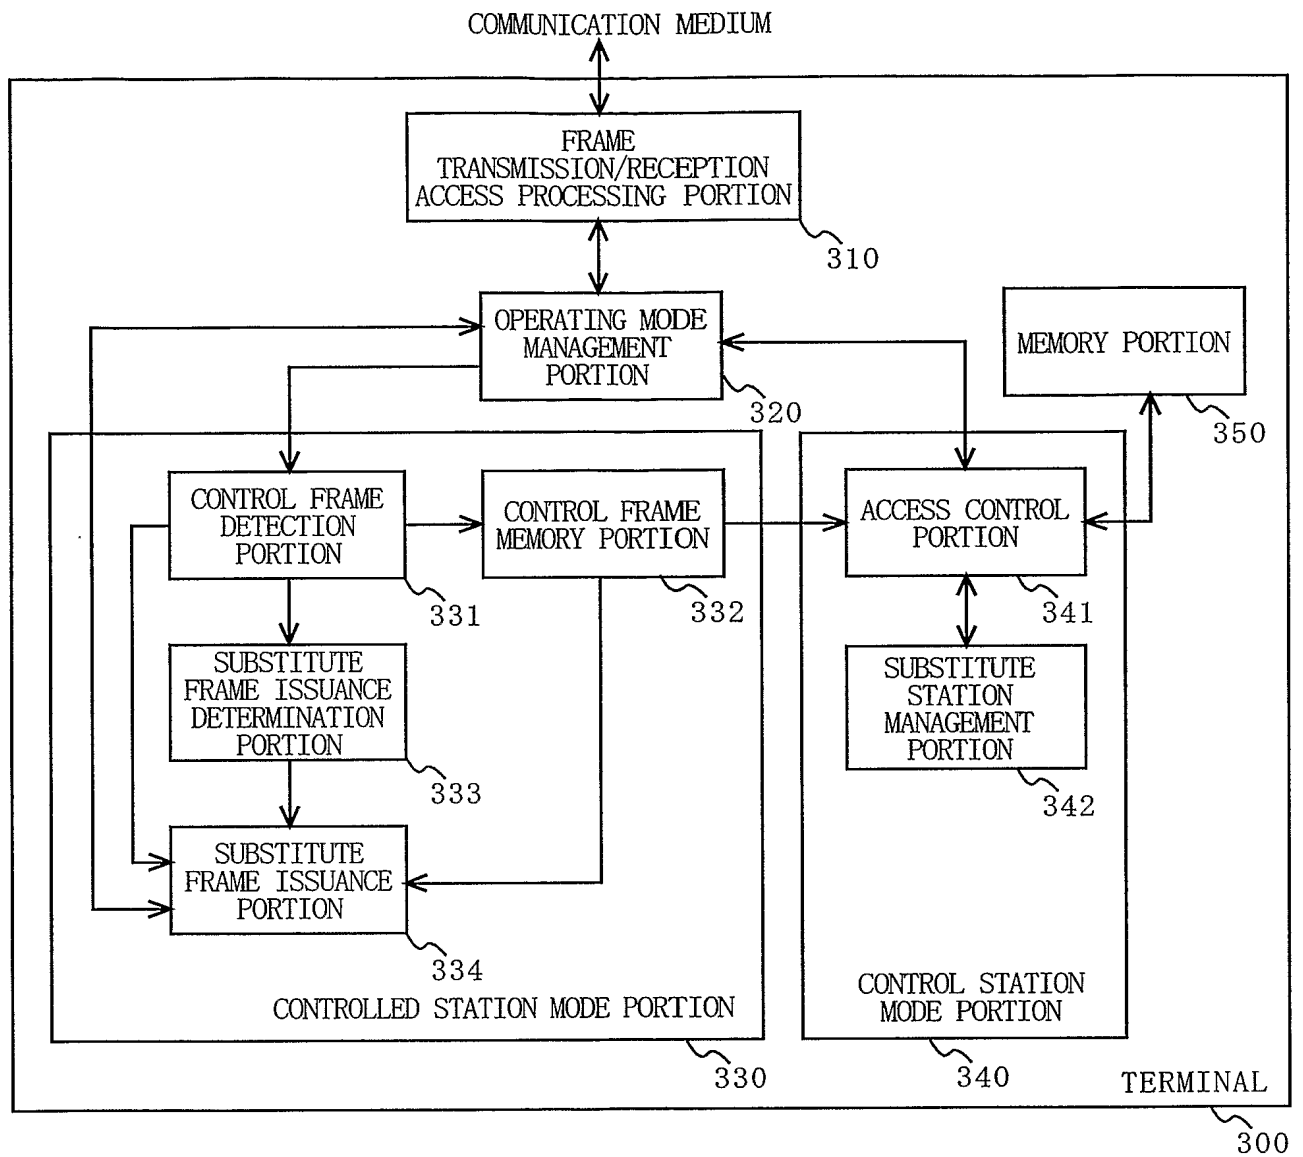 COMMUNICATION MEDIUM
FRAME
TRANSMISSION/RECEPTION
ACCESS PROCESSING PORTION
310
OPERATING MODE
MANAGEMENT
PORTION
320
MEMORY PORTION
350
CONTROL FRAME
DETECTION
PORTION
331
CONTROL FRAME
MEMORY PORTION
332
ACCESS CONTROL
PORTION
341
SUBSTITUTE
FRAME ISSUANCE
DETERMINATION
PORTION
333
SUBSTITUTE
STATION
MANAGEMENT
PORTION
342
SUBSTITUTE
FRAME ISSUANCE
PORTION
334
CONTROLLED STATION MODE PORTION
330
CONTROL STATION
MODE PORTION
340
TERMINAL
300